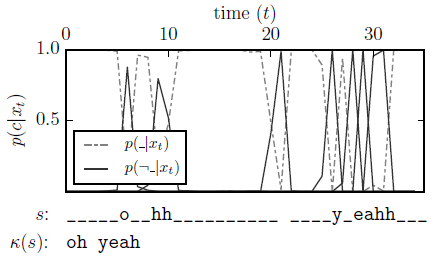 time (t)
0 10 20 30
1.0
0.5
p(c|x_t)
p(_|x_t)
p(¬_|x_t)
s: _____o__hh__________ ____y_eahh___
κ(s): oh yeah